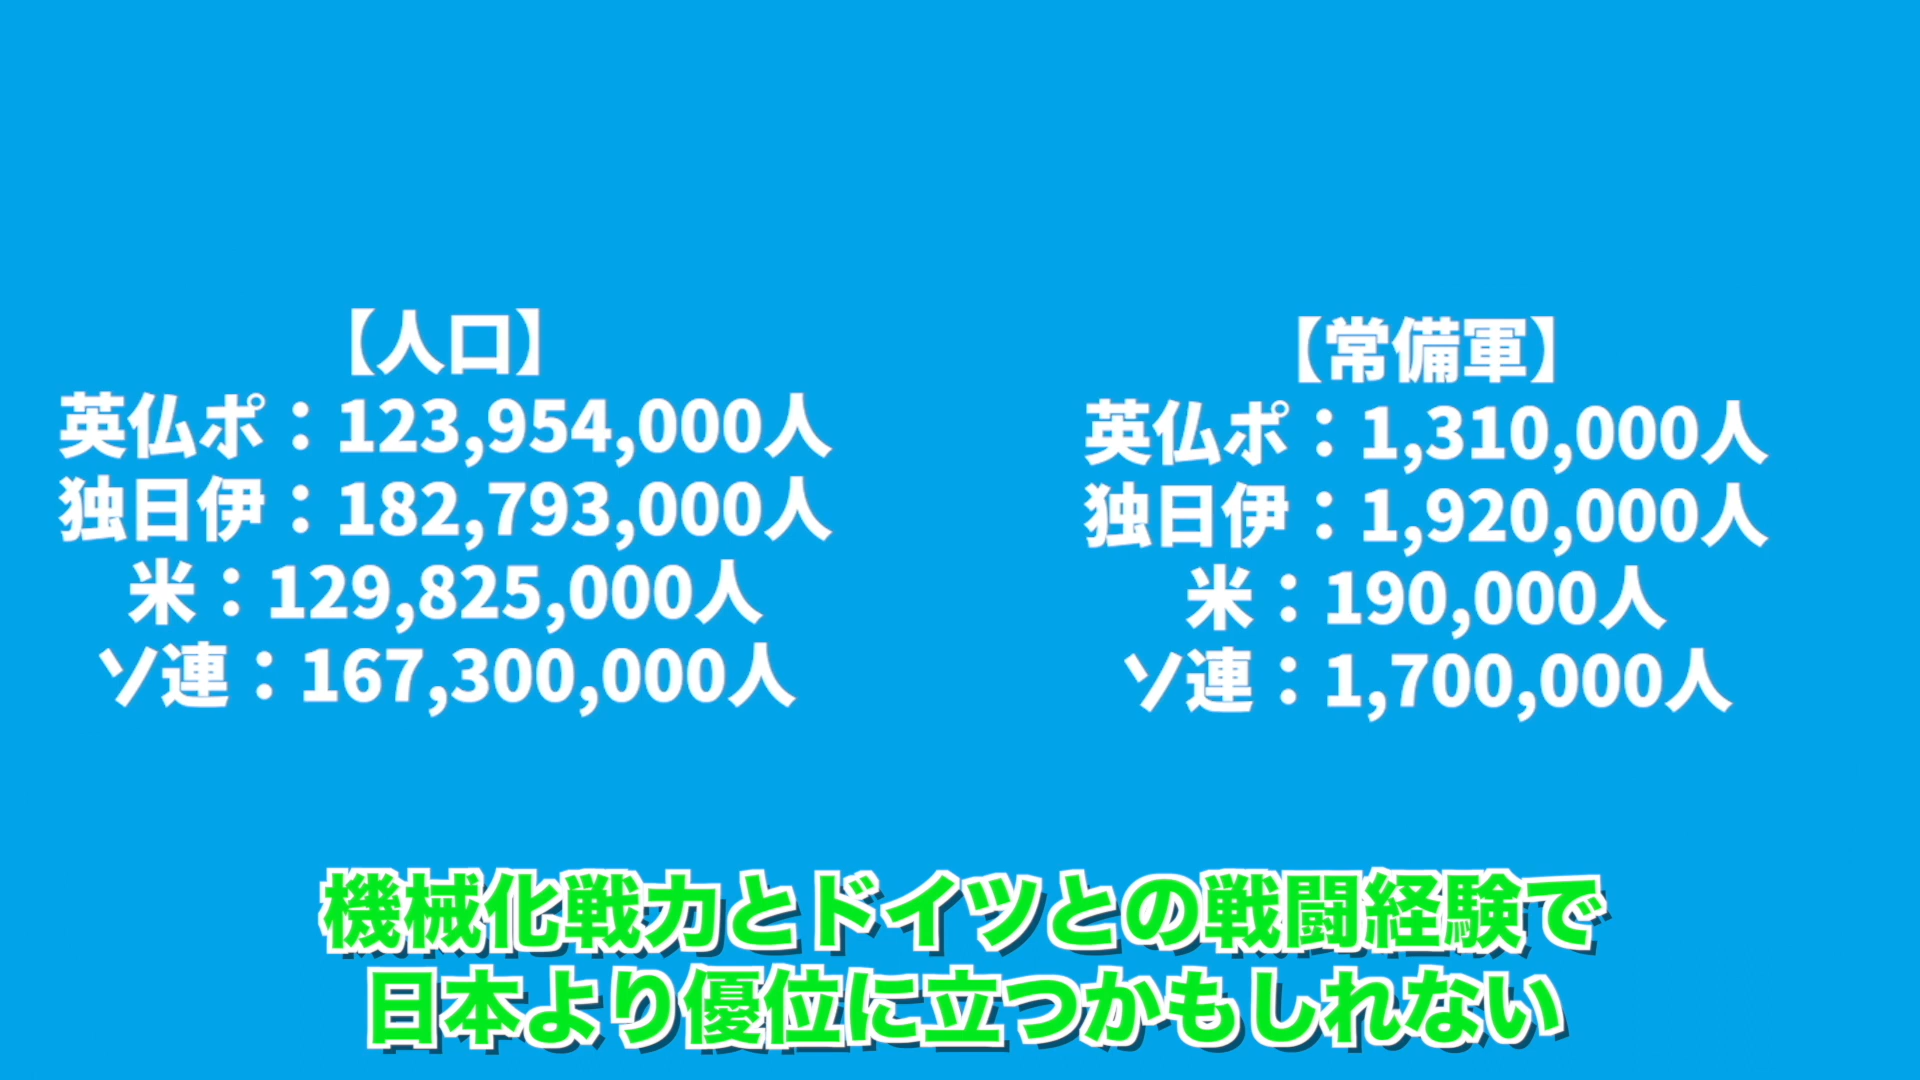 【人口】
英仏ポ：123,954,000人
独日伊：182,793,000人
米：129,825,000人
ソ連：167,300,000人
【常備軍】
英仏ポ：1,310,000人
独日伊：1,920,000人
米：190,000人
ソ連：1,700,000人
機械化戦力とドイツとの戦闘経験で
日本より優位に立つかもしれない